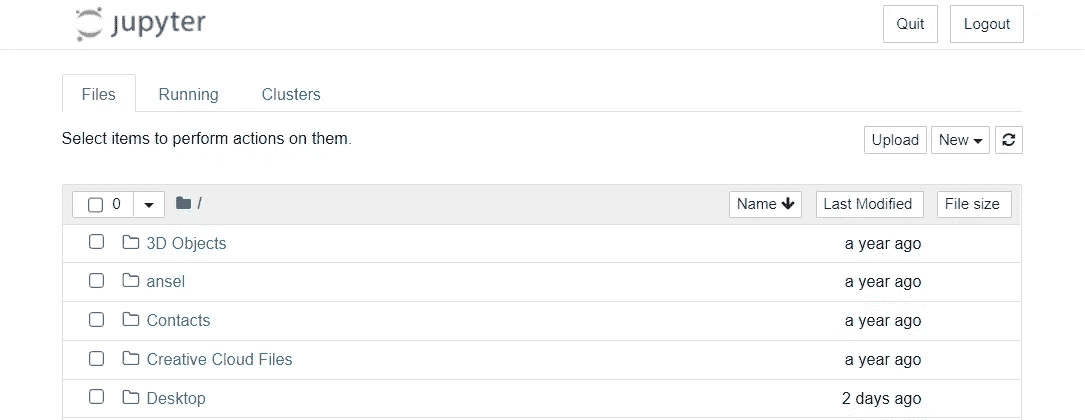 jupyter
Quit Logout
Files Running Clusters
Select items to perform actions on them.
Upload New
0 / Name Last Modified File size
3D Objects a year ago
ansel a year ago
Contacts a year ago
Creative Cloud Files a year ago
Desktop 2 days ago